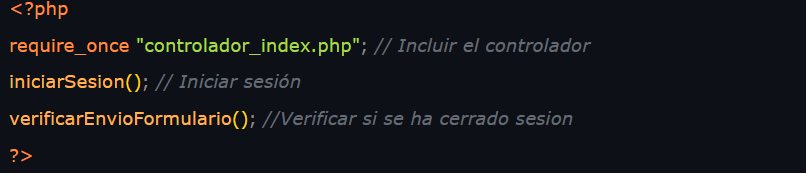 <?php
require_once "controlador_index.php"; // Incluir el controlador
iniciarSesion(); // Iniciar sesión
verificarEnvioFormulario(); //Verificar si se ha cerrado sesion
?>